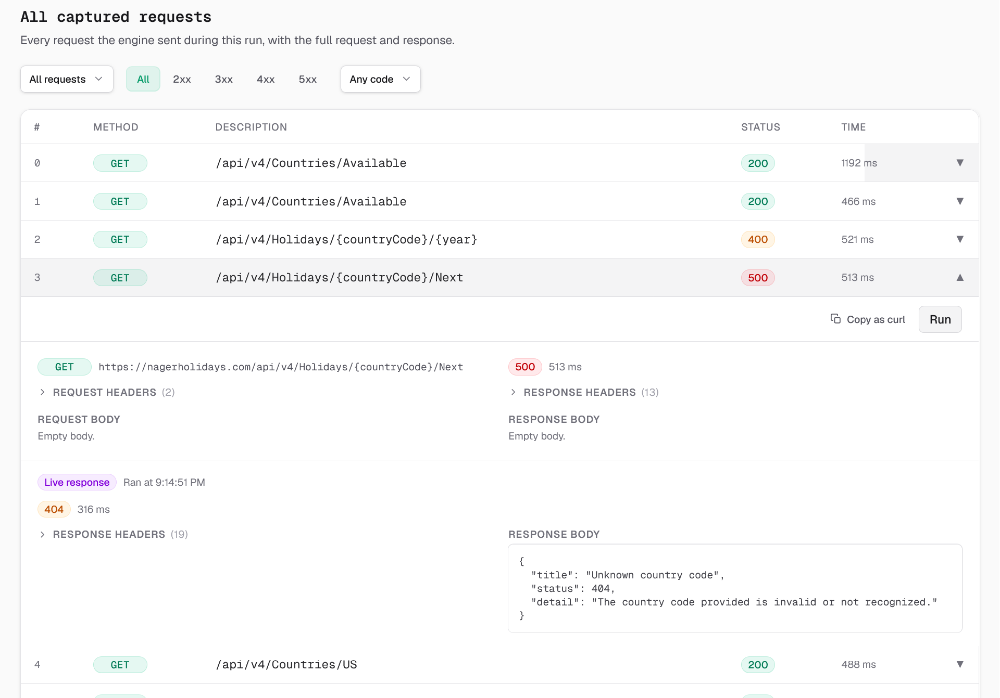 All captured requests
Every request the engine sent during this run, with the full request and response.
All requests All 2xx 3xx 4xx 5xx Any code
# METHOD DESCRIPTION STATUS TIME
0 GET /api/v4/Countries/Available 200 1192 ms ▼
1 GET /api/v4/Countries/Available 200 466 ms ▼
2 GET /api/v4/Holidays/{countryCode}/{year} 400 521 ms ▼
3 GET /api/v4/Holidays/{countryCode}/Next 500 513 ms ▲
Copy as curl Run
GET https://nagerholidays.com/api/v4/Holidays/{countryCode}/Next 500 513 ms
REQUEST HEADERS (2) RESPONSE HEADERS (13)
REQUEST BODY RESPONSE BODY
Empty body. Empty body.
Live response Ran at 9:14:51 PM
404 316 ms
RESPONSE HEADERS (19) RESPONSE BODY
{
"title": "Unknown country code",
"status": 404,
"detail": "The country code provided is invalid or not recognized."
}
4 GET /api/v4/Countries/US 200 488 ms ▼